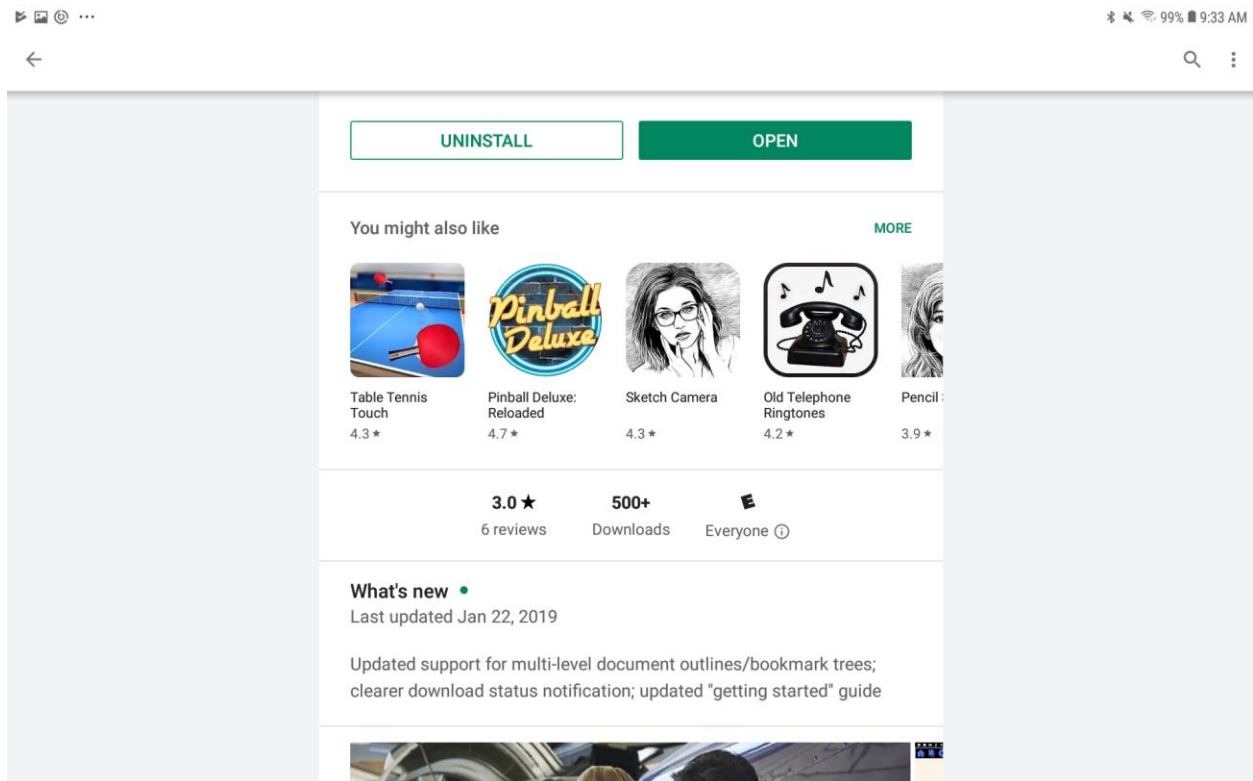 99% 9:33 AM
UNINSTALL
OPEN
You might also like
MORE
Pinball
Deluxe
Table Tennis
Touch
4.3 ★
Pinball Deluxe:
Reloaded
4.7 ★
Sketch Camera
4.3 ★
Old Telephone
Ringtones
4.2 ★
Pencil
3.9 ★
3.0 ★
6 reviews
500+
Downloads
E
Everyone
What's new
Last updated Jan 22, 2019
Updated support for multi-level document outlines/bookmark trees;
clearer download status notification; updated "getting started" guide